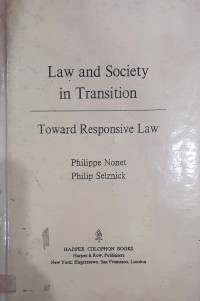 Law and Society
in Transition
Toward Responsive Law
Philippe Nonet
Philip Selznick
HARPER COLOPHON BOOKS
Harper & Row, Publishers
New York, Hagerstown, San Francisco, London